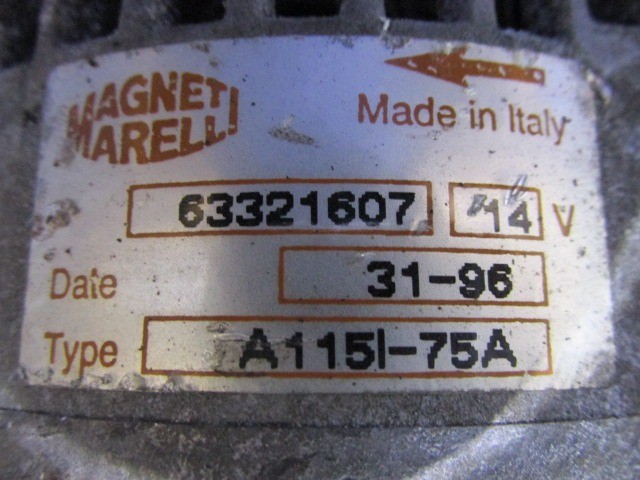 MAGNETI
MARELLI
Made in Italy
63321607 14 V
Date 31-96
Type A115I-75A